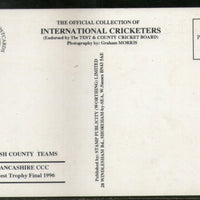 THE OFFICIAL COLLECTION OF
INTERNATIONAL CRICKETERS
(Endorsed by The TEST & COUNTY CRICKET BOARD)
Photography by: Graham MORRIS
P
Published by: STAMP PUBLICITY (WORTHING) LIMITED
28 WINDLESHAM Rd., SHOREHAM-by-SEA, W.Sussex BN43 5AE
SH COUNTY TEAMS
ANCASHIRE CCC
est Trophy Final 1996